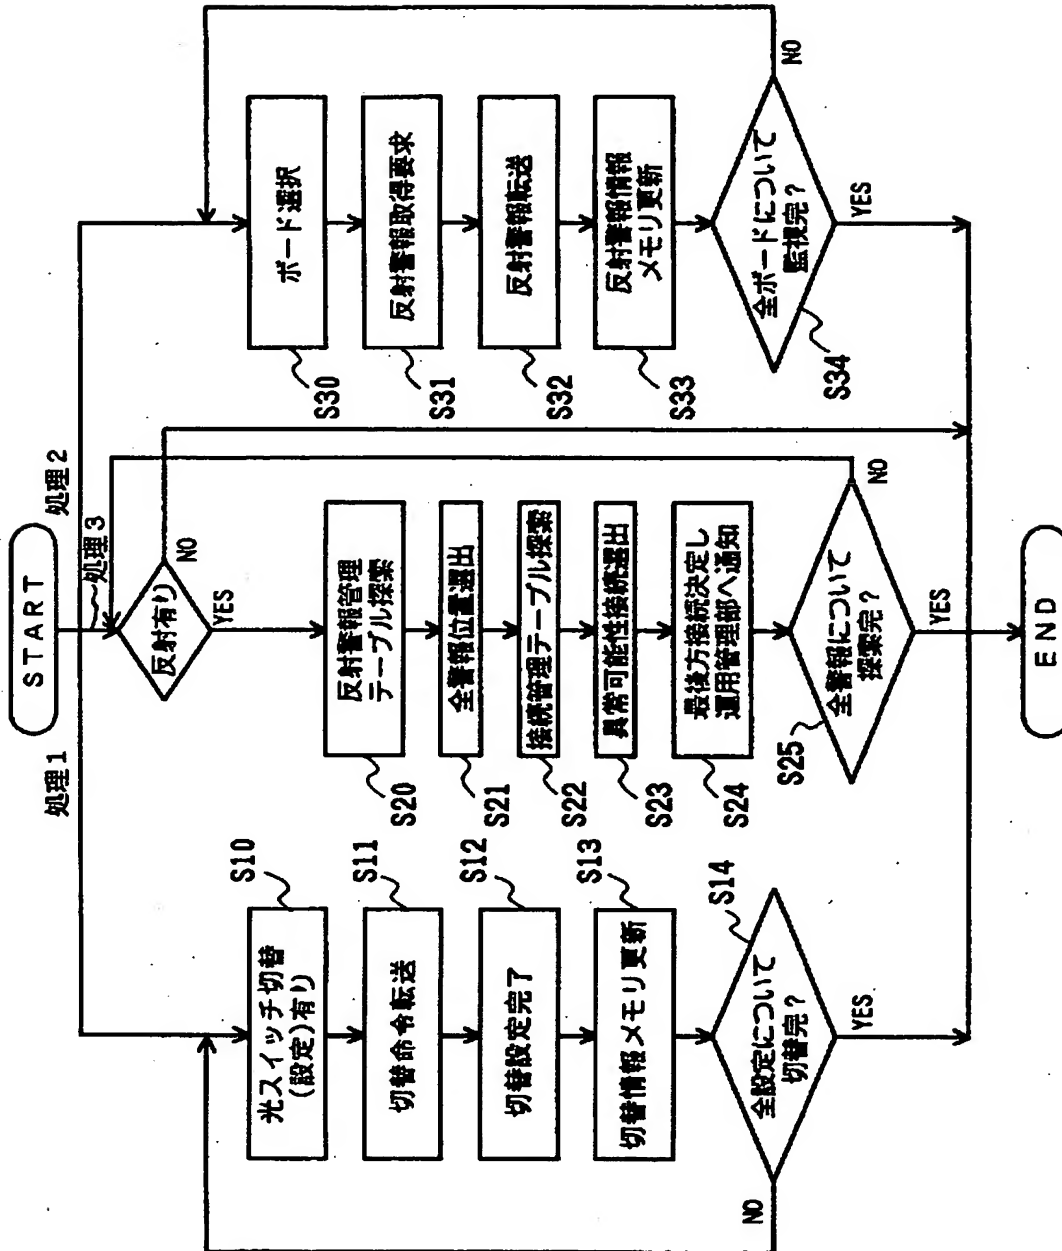 START
処理1
処理3
処理2
光スイッチ切替
(設定)有り
S10
切替命令転送
S11
切替設定完了
S12
切替情報メモリ更新
S13
全設定について
切替完?
S14
NO
YES
反射有り
NO
YES
反射警報管理
テーブル探索
S20
全警報位置選出
S21
接続管理テーブル探索
S22
異常可能性接続選出
S23
最後方接続決定し
運用管理部へ通知
S24
全警報について
探索完?
S25
NO
YES
ボード選択
S30
反射警報取得要求
S31
反射警報転送
S32
反射警報情報
メモリ更新
S33
全ボードについて
監視完?
S34
NO
YES
END